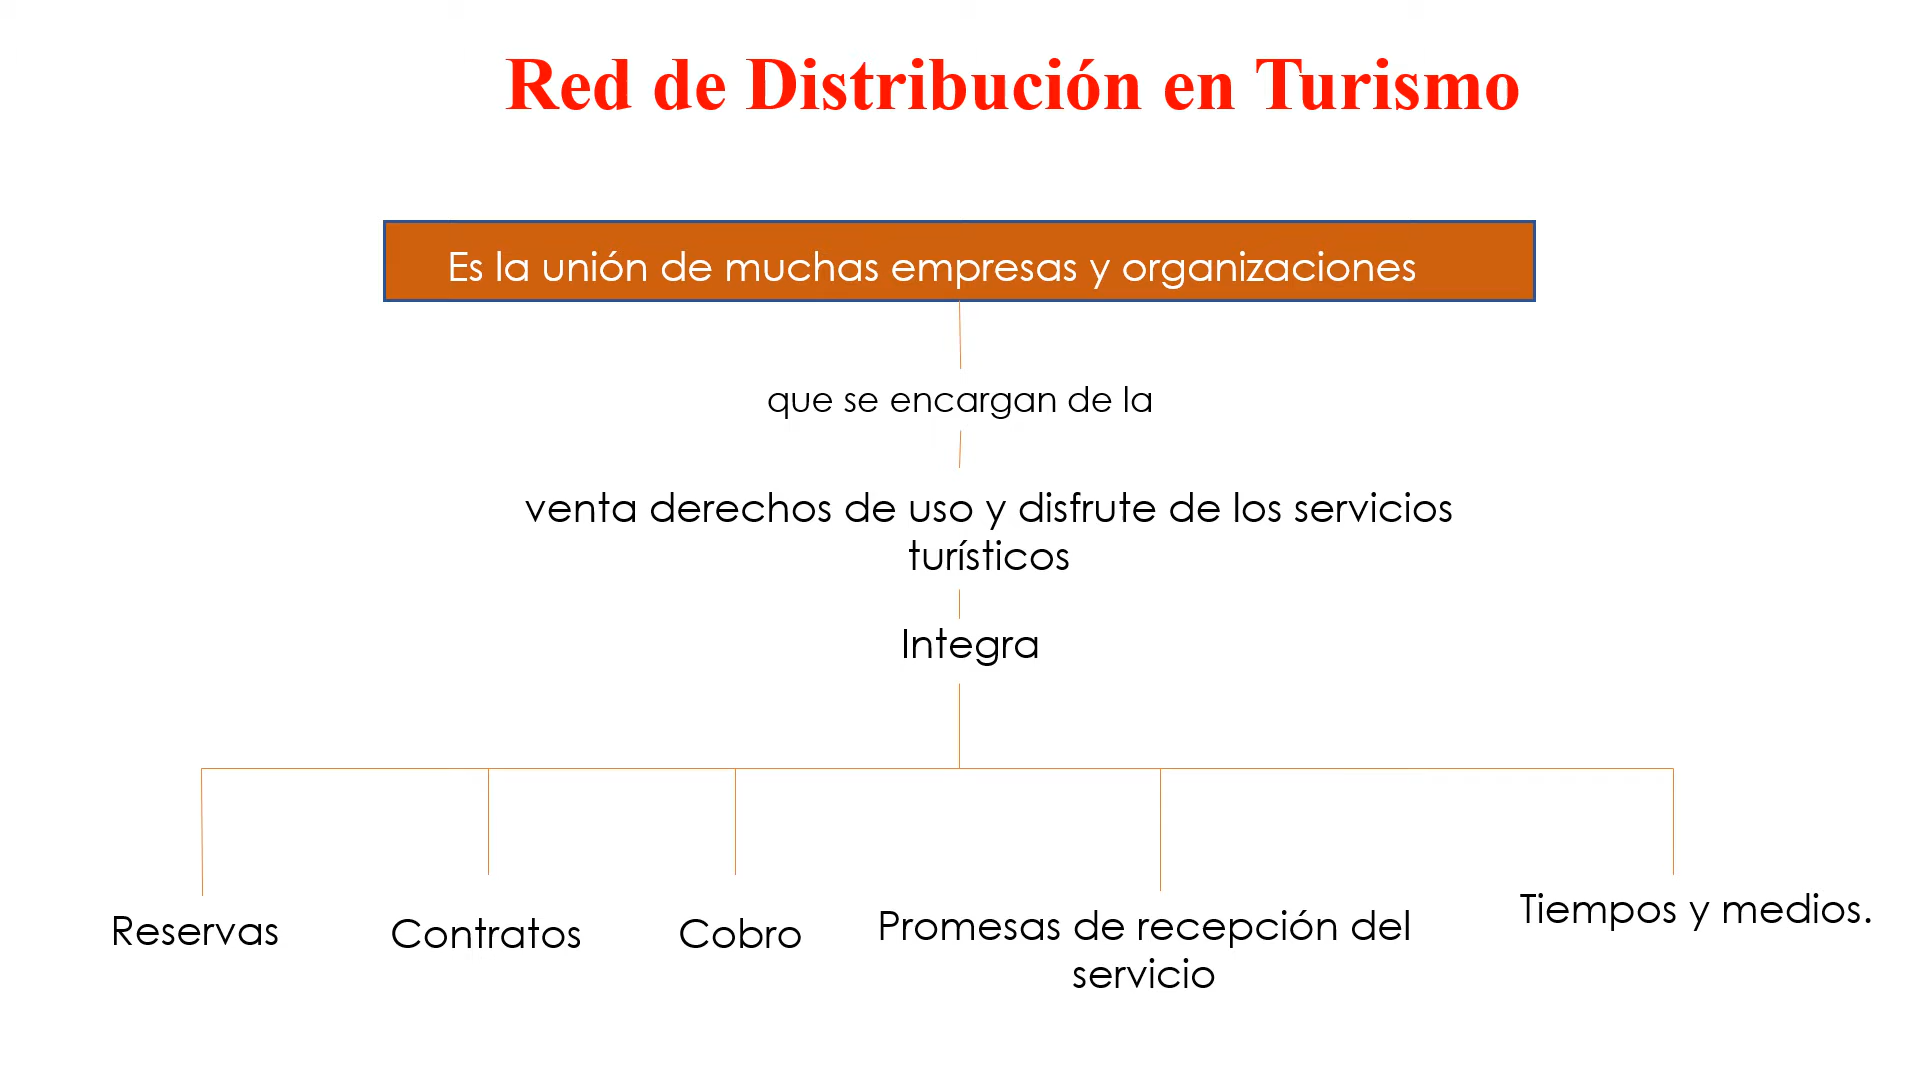 Red de Distribución en Turismo
Es la unión de muchas empresas y organizaciones
que se encargan de la
venta derechos de uso y disfrute de los servicios
turísticos
Integra
Reservas
Contratos
Cobro
Promesas de recepción del
servicio
Tiempos y medios.